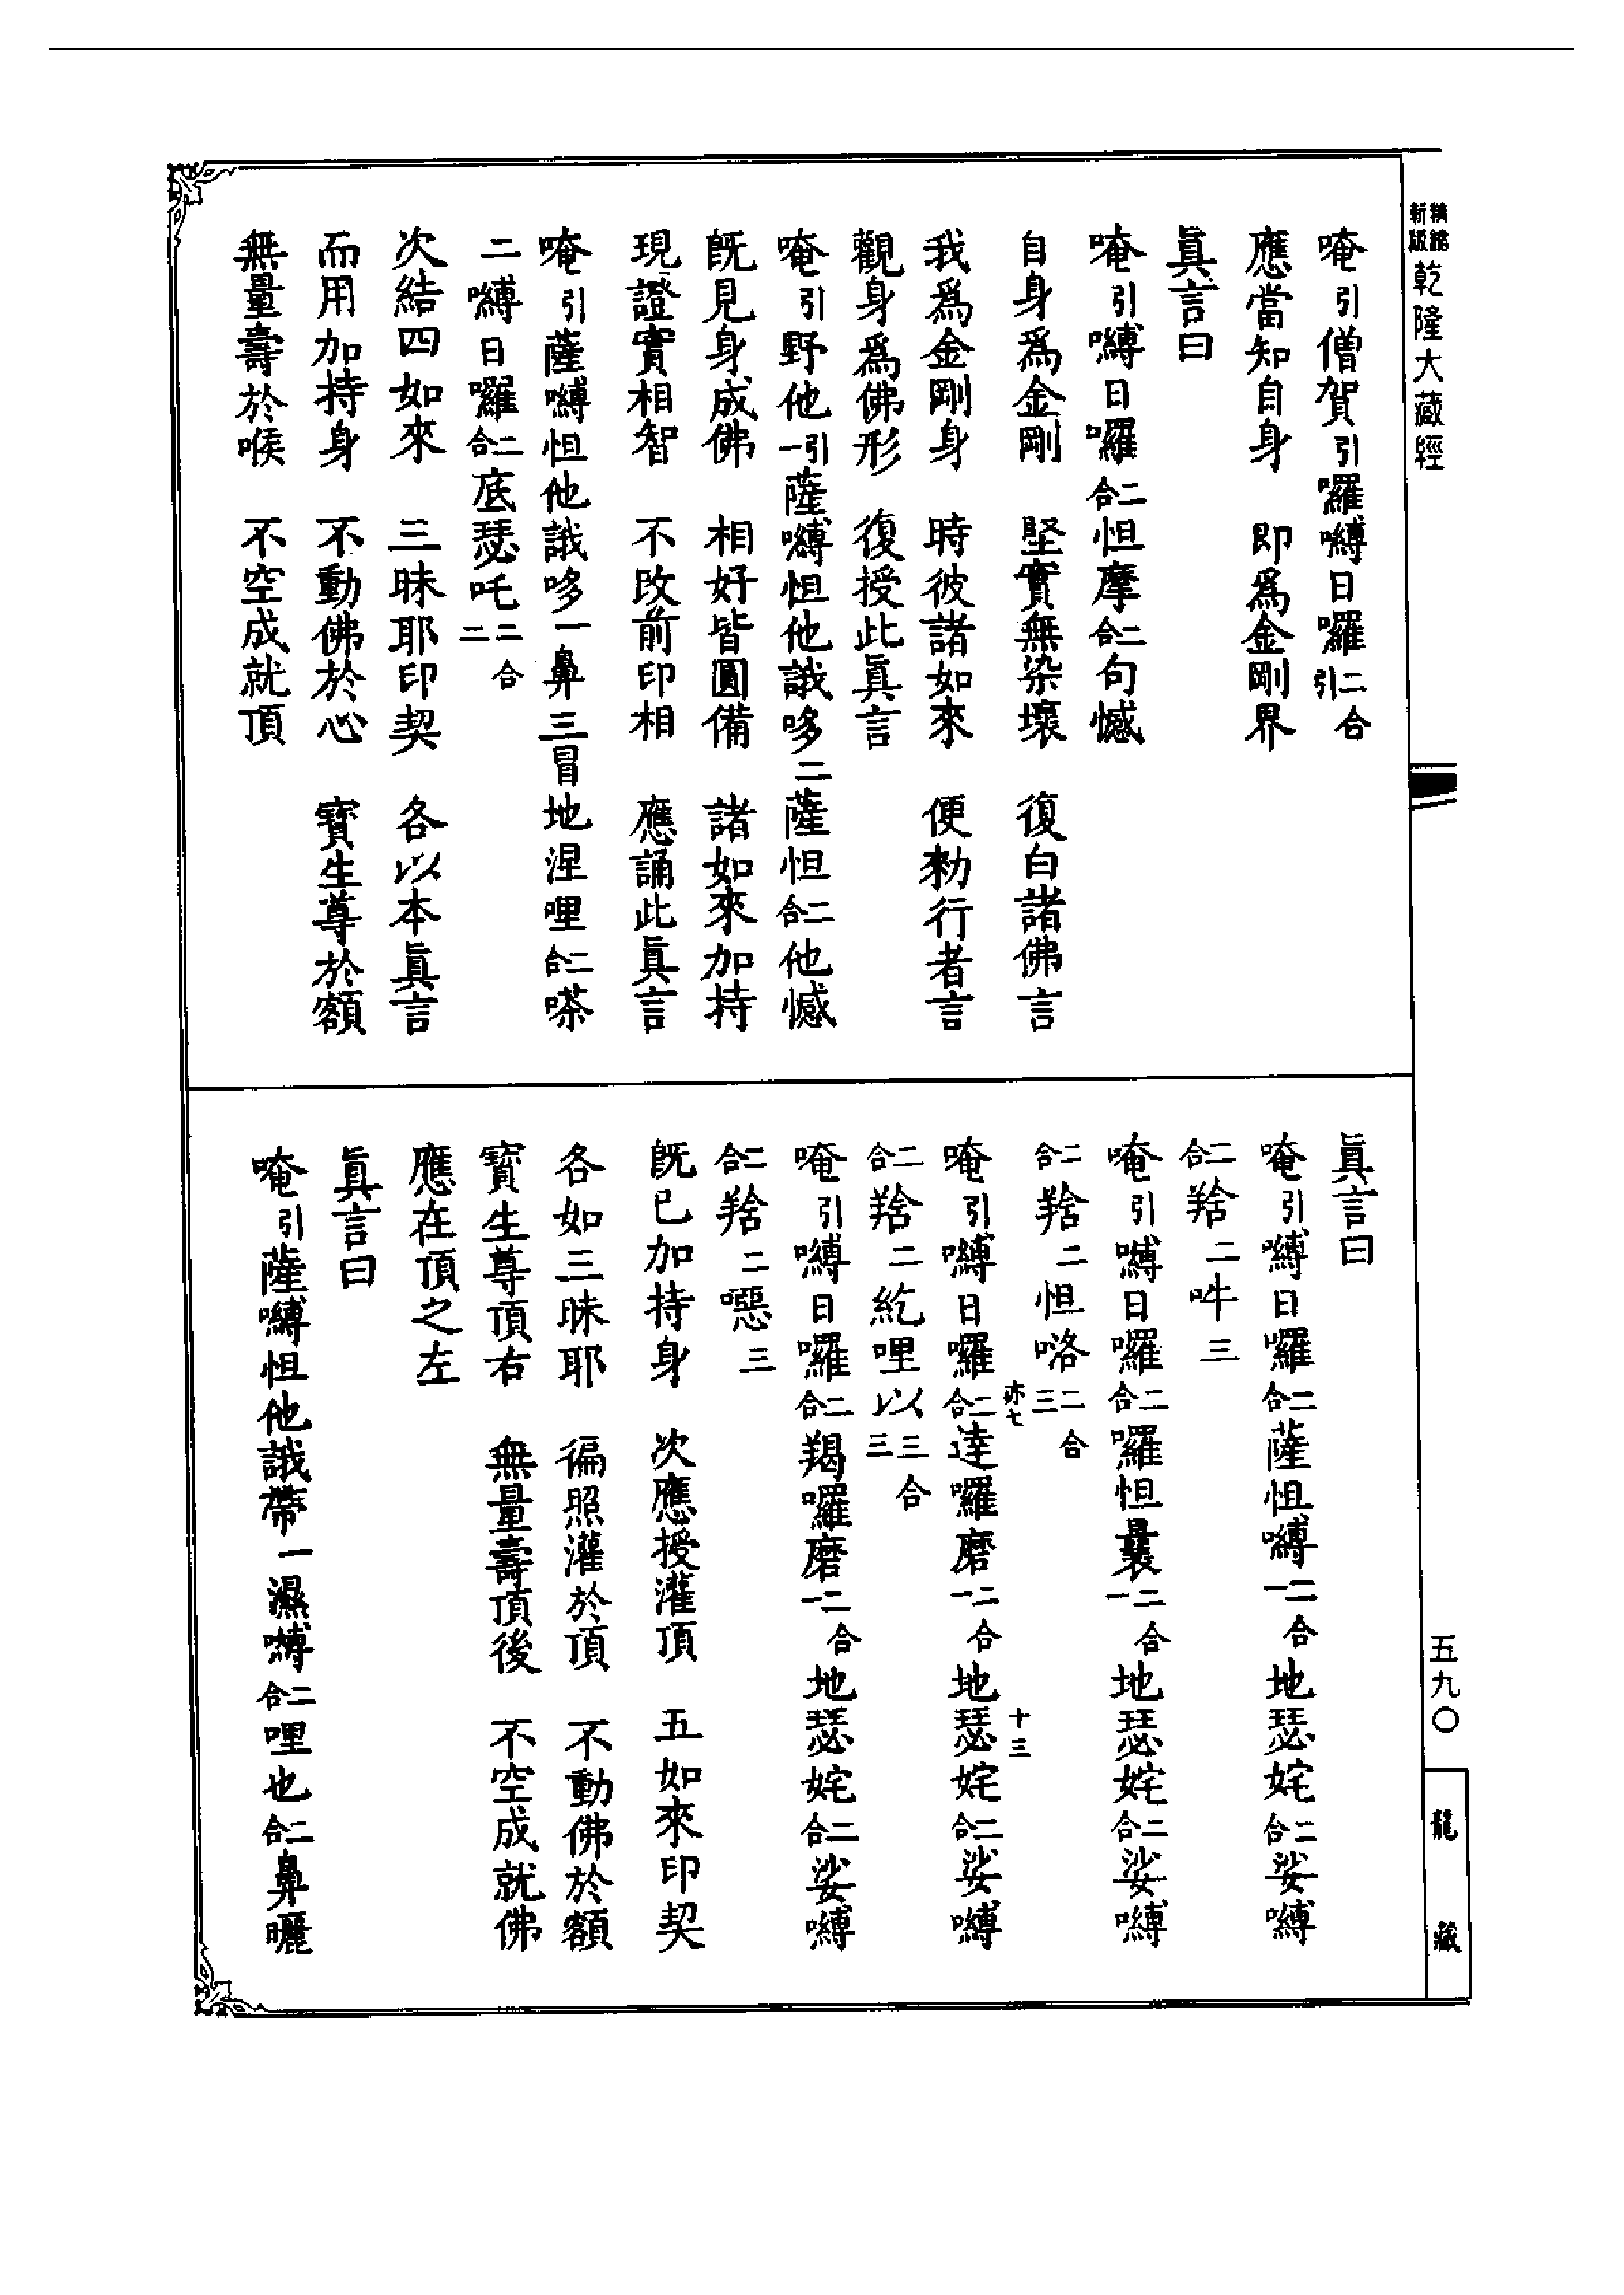 精縮新版乾隆大藏經
唵引僧賀引囉嚩日囉二合引
應當知自身　即爲金剛界
眞言曰
唵引嚩日囉二合怛摩二合句憾
自身爲金剛　堅實無染壞　復白諸佛言
我爲金剛身　時彼諸如來　便勅行者言
觀身爲佛形　復授此眞言
唵引野他引一薩嚩怛他誐哆二薩怛二合他憾
旣見身成佛　相好皆圓備　諸如來加持
現證實相智　不改前印相　應誦此眞言
唵引薩嚩怛他誐哆一鼻三冒地涅哩二合嗏
二嚩日囉二合底瑟吒二合二
次結四如來　三昧耶印契　各以本眞言
而用加持身　不動佛於心　寳生尊於額
無量壽於喉　不空成就頂
眞言曰
唵引嚩日囉二合薩怛嚩二合一地瑟姹二合娑嚩
二合㨋二吽三
唵引嚩日囉二合囉怛曩二合一地瑟姹二合娑嚩
二合㨋二怛咯二合三
亦七
十三
唵引嚩日囉二合達囉磨二合一地瑟姹二合娑嚩
二合㨋二紇哩以三合三
唵引嚩日囉二合羯囉磨二合一地瑟姹二合娑嚩
二合㨋二噁三
旣已加持身　次應授灌頂　五如來印契
各如三昧耶　徧照灌於頂　不動佛於額
寳生尊頂右　無量壽頂後　不空成就佛
應在頂之左
眞言曰
唵引薩嚩怛他誐帶一濕嚩二合哩也二合鼻曬
五九〇
龍藏